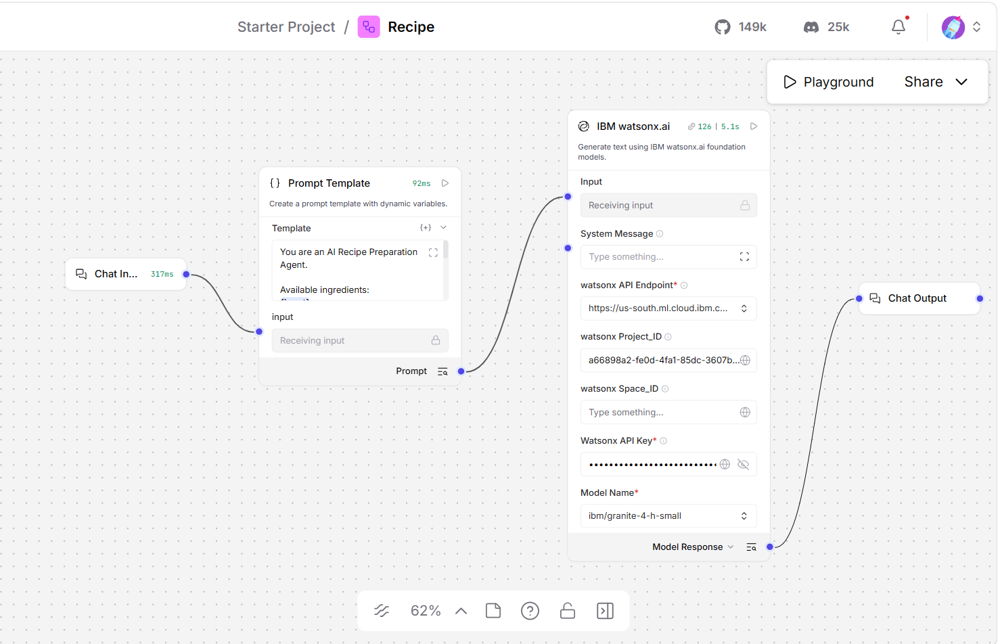 Starter Project / Recipe
149k
25k
Playground
Share
IBM watsonx.ai
126 | 5.1s
Generate text using IBM watsonx.ai foundation
models.
Input
Receiving input
System Message
Type something...
watsonx API Endpoint*
https://us-south.ml.cloud.ibm.c...
watsonx Project_ID
a66898a2-fe0d-4fa1-85dc-3607b...
watsonx Space_ID
Type something...
Watsonx API Key*
••••••••••••••••••••••••••
Model Name*
ibm/granite-4-h-small
Model Response
Prompt Template
92ms
Create a prompt template with dynamic variables.
Template
{+}
You are an AI Recipe Preparation
Agent.
Available ingredients:
input
Receiving input
Prompt
Chat In...
317ms
Chat Output
62%